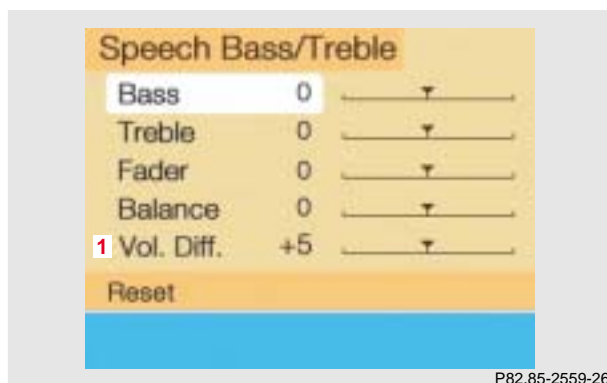 Speech Bass/Treble
Bass 0
Treble 0
Fader 0
Balance 0
1 Vol. Diff. +5
Reset
P82.85-2559-26